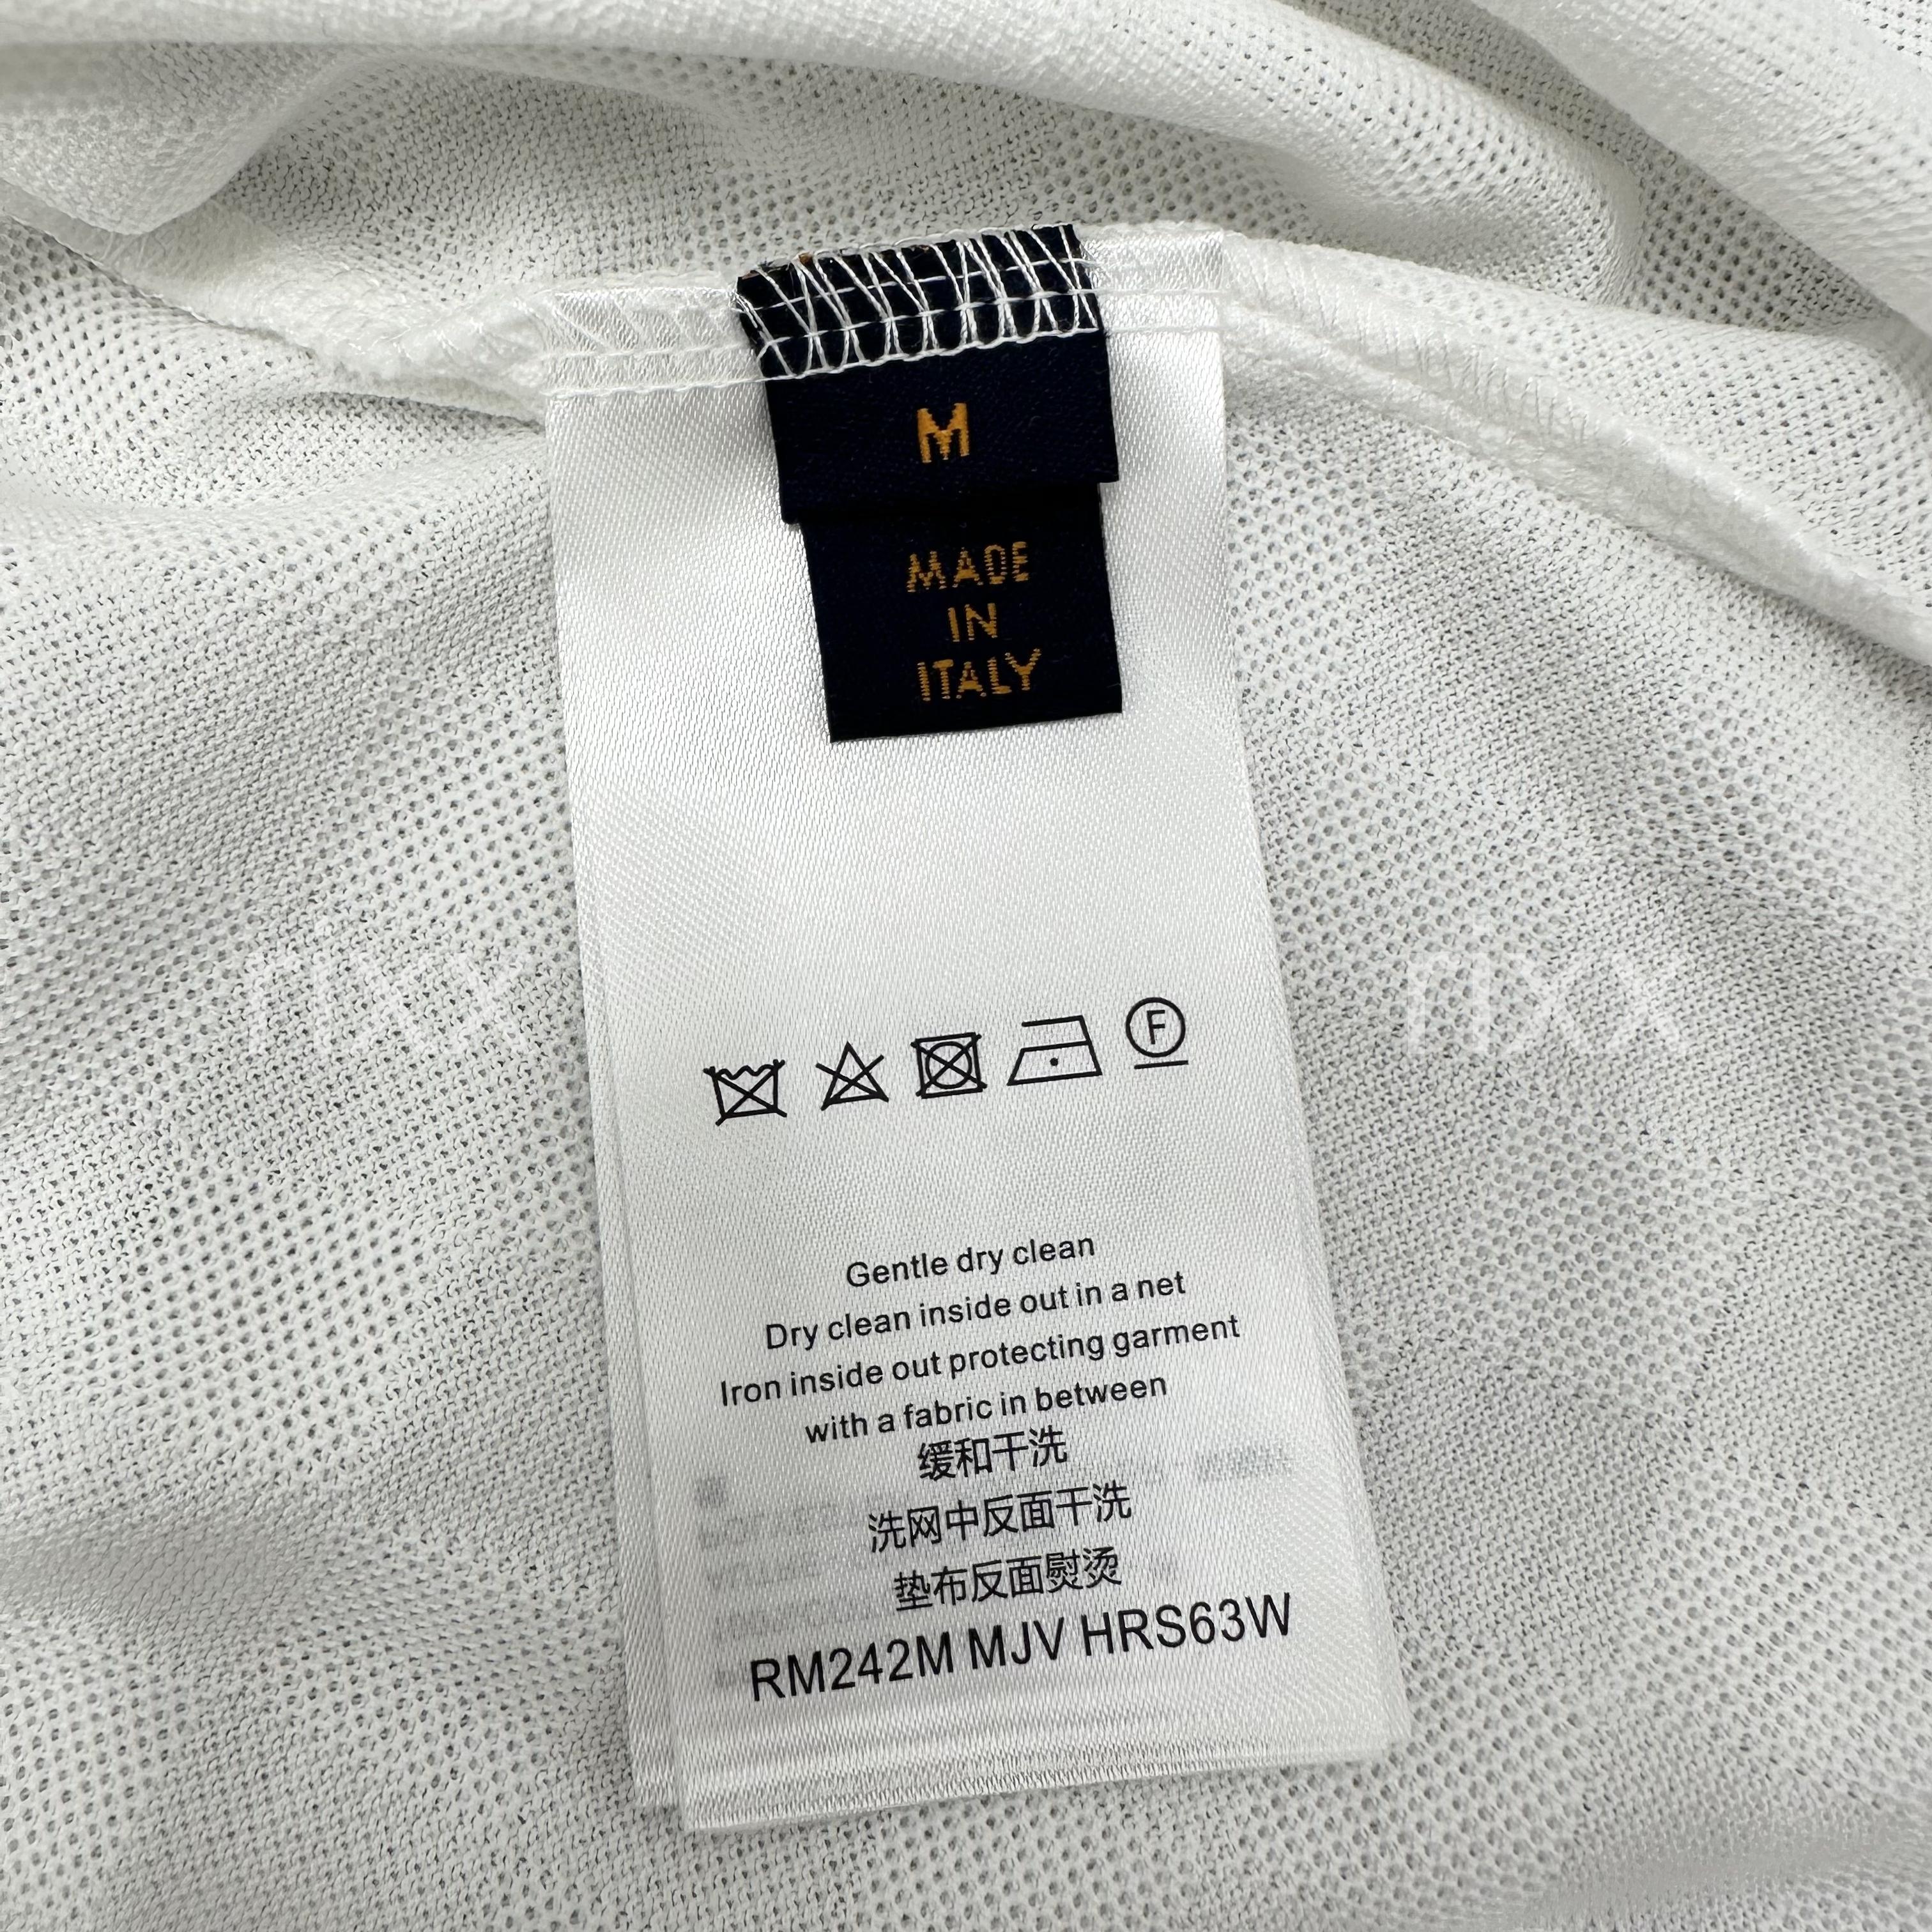 M
MADE
IN
ITALY
rixx rixx
F
Gentle dry clean
Dry clean inside out in a net
Iron inside out protecting garment
with a fabric in between
缓和干洗
洗网中反面干洗
垫布反面熨烫
RM242M MJV HRS63W